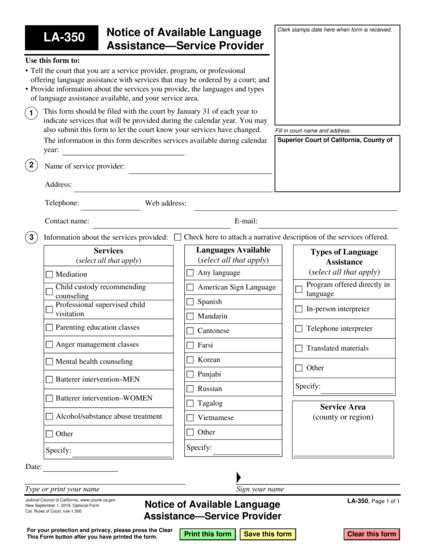 LA-350
Notice of Available Language
Assistance—Service Provider
Clerk stamps date here when form is received.
Use this form to:
• Tell the court that you are a service provider, program, or professional
offering language assistance with services that may be ordered by a court; and
• Provide information about the services you provide, the languages and types
of language assistance available, and your service area.
1
This form should be filed with the court by January 31 of each year to
indicate services that will be provided during the calendar year. You may
also submit this form to let the court know your services have changed.
The information in this form describes services available during calendar
year:
Fill in court name and address:
Superior Court of California, County of
2
Name of service provider:
Address:
Telephone: Web address:
Contact name: E-mail:
3
Information about the services provided: Check here to attach a narrative description of the services offered.
Services
(select all that apply)
Mediation
Child custody recommending
counseling
Professional supervised child
visitation
Parenting education classes
Anger management classes
Mental health counseling
Batterer intervention–MEN
Batterer intervention–WOMEN
Alcohol/substance abuse treatment
Other
Specify:
Languages Available
(select all that apply)
Any language
American Sign Language
Spanish
Mandarin
Cantonese
Farsi
Korean
Punjabi
Russian
Tagalog
Vietnamese
Other
Specify:
Types of Language
Assistance
(select all that apply)
Program offered directly in
language
In-person interpreter
Telephone interpreter
Translated materials
Other
Specify:
Service Area
(county or region)
Date:
Type or print your name
Sign your name
Judicial Council of California, www.courts.ca.gov
New September 1, 2019, Optional Form
Cal. Rules of Court, rule 1.300
Notice of Available Language
Assistance—Service Provider
LA-350, Page 1 of 1
For your protection and privacy, please press the Clear
This Form button after you have printed the form.
Print this form
Save this form
Clear this form